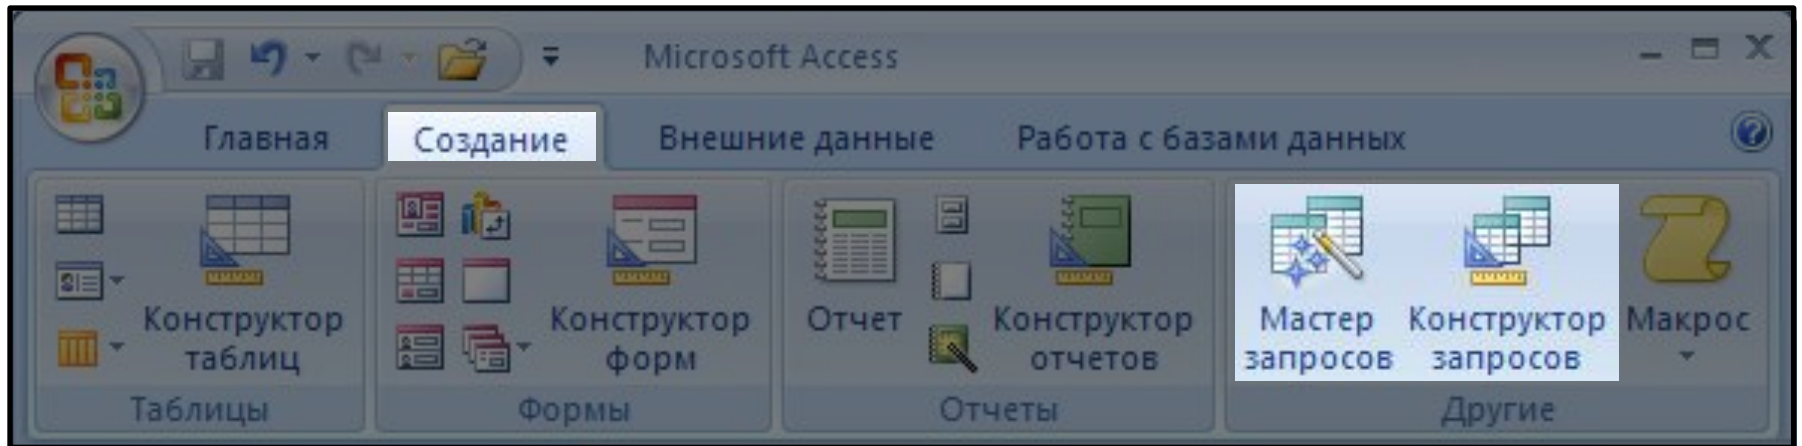 Microsoft Access
Главная Создание Внешние данные Работа с базами данных
Конструктор таблиц
Конструктор форм
Отчет
Конструктор отчетов
Мастер запросов
Конструктор запросов
Макрос
Таблицы Формы Отчеты Другие